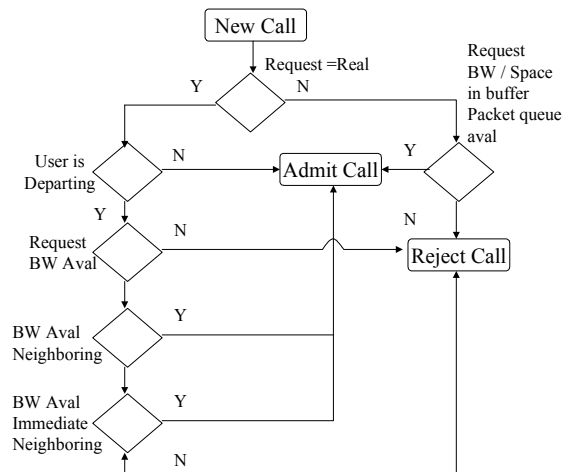 New Call
Request =Real
Y
N
Request
BW / Space
in buffer
Packet queue
aval
User is
Departing
N
Admit Call
Y
Y
N
Request
BW Aval
N
Reject Call
BW Aval
Neighboring
Y
BW Aval
Immediate
Neighboring
Y
N